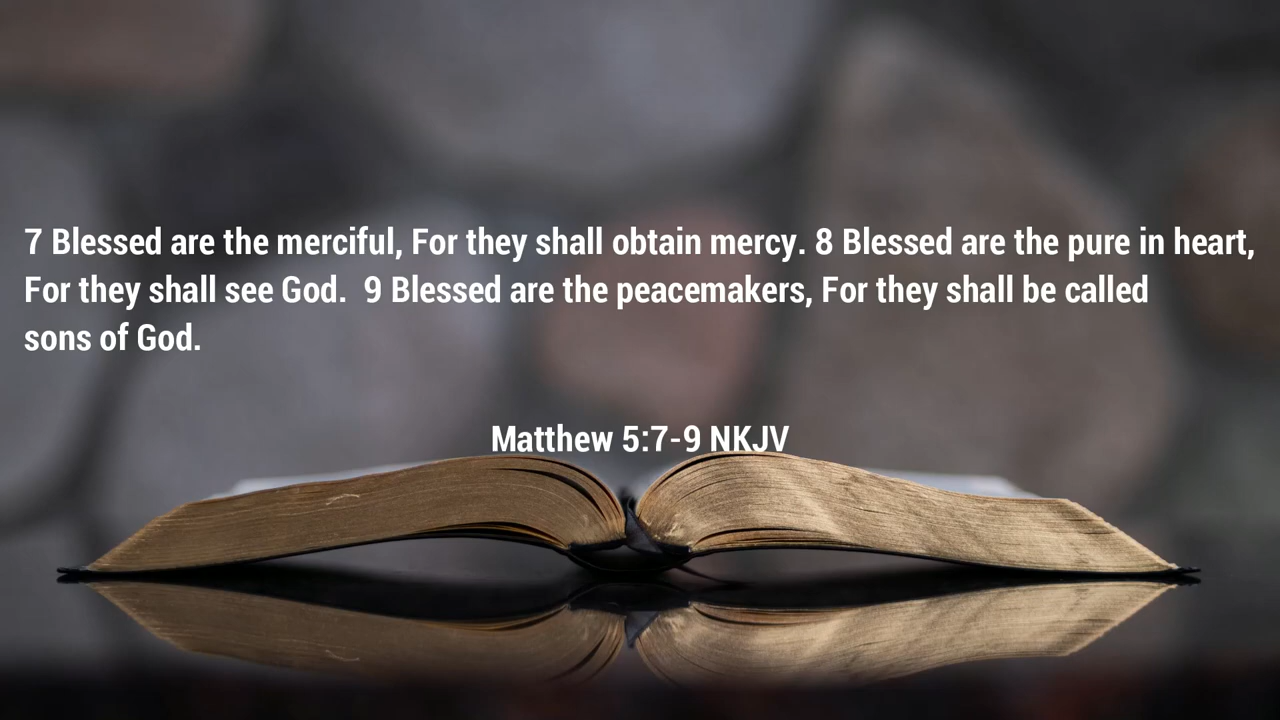 7 Blessed are the merciful, For they shall obtain mercy. 8 Blessed are the pure in heart,
For they shall see God.  9 Blessed are the peacemakers, For they shall be called
sons of God.
Matthew 5:7-9 NKJV